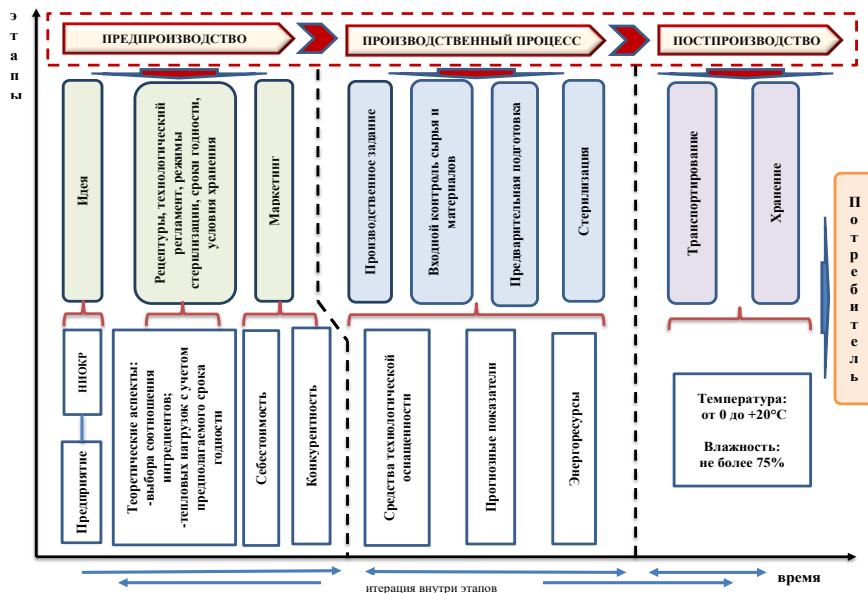 этапы
ПРЕДПРОИЗВОДСТВО
ПРОИЗВОДСТВЕННЫЙ ПРОЦЕСС
ПОСТПРОИЗВОДСТВО
Идея
Рецептуры, технологический
регламент, режимы
стерилизации, сроки годности,
условия хранения
Маркетинг
Производственное задание
Входной контроль сырья и
материалов
Предварительная подготовка
Стерилизация
Транспортирование
Хранение
Потребитель
НИОКР
Предприятие
Теоретические аспекты:
-выбора соотношения
ингредиентов;
-тепловых нагрузок с учетом
предполагаемого срока
годности
Себестоимость
Конкурентность
Средства технологической
оснащенности
Прогнозные показатели
Энергоресурсы
Температура:
от 0 до +20°С
Влажность:
не более 75%
время
итерация внутри этапов